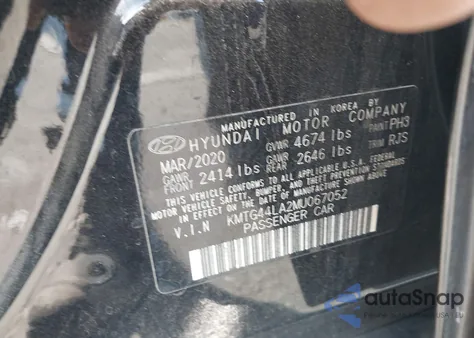 MANUFACTURED IN KOREA BY
HYUNDAI MOTOR COMPANY
MAR/2020 GVWR 4674 lbs PAINT PH3
GAWR FRONT 2414 lbs GAWR REAR 2646 lbs TRIM RJS
THIS VEHICLE CONFORMS TO ALL APPLICABLE U.S.A. FEDERAL
MOTOR VEHICLE SAFETY, BUMPER, AND THEFT PREVENTION STANDARDS
IN EFFECT ON THE DATE OF MANUFACTURE SHOWN ABOVE
V.I.N KMTG44LA2MU067052
PASSENGER CAR
autoSnap